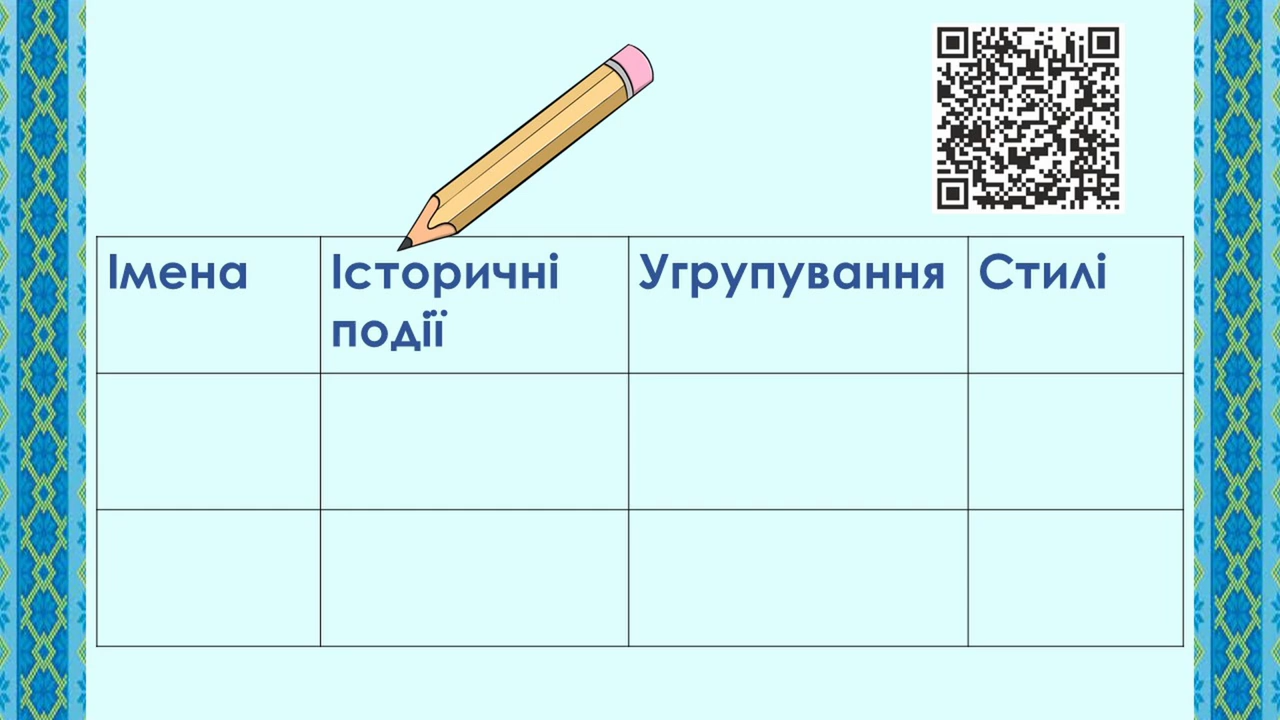 Імена
Історичні
події
Угрупування
Стилі